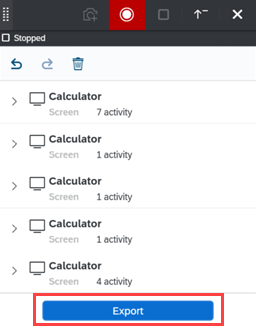 Stopped
Calculator
Screen 7 activity
Calculator
Screen 1 activity
Calculator
Screen 1 activity
Calculator
Screen 1 activity
Calculator
Screen 4 activity
Export